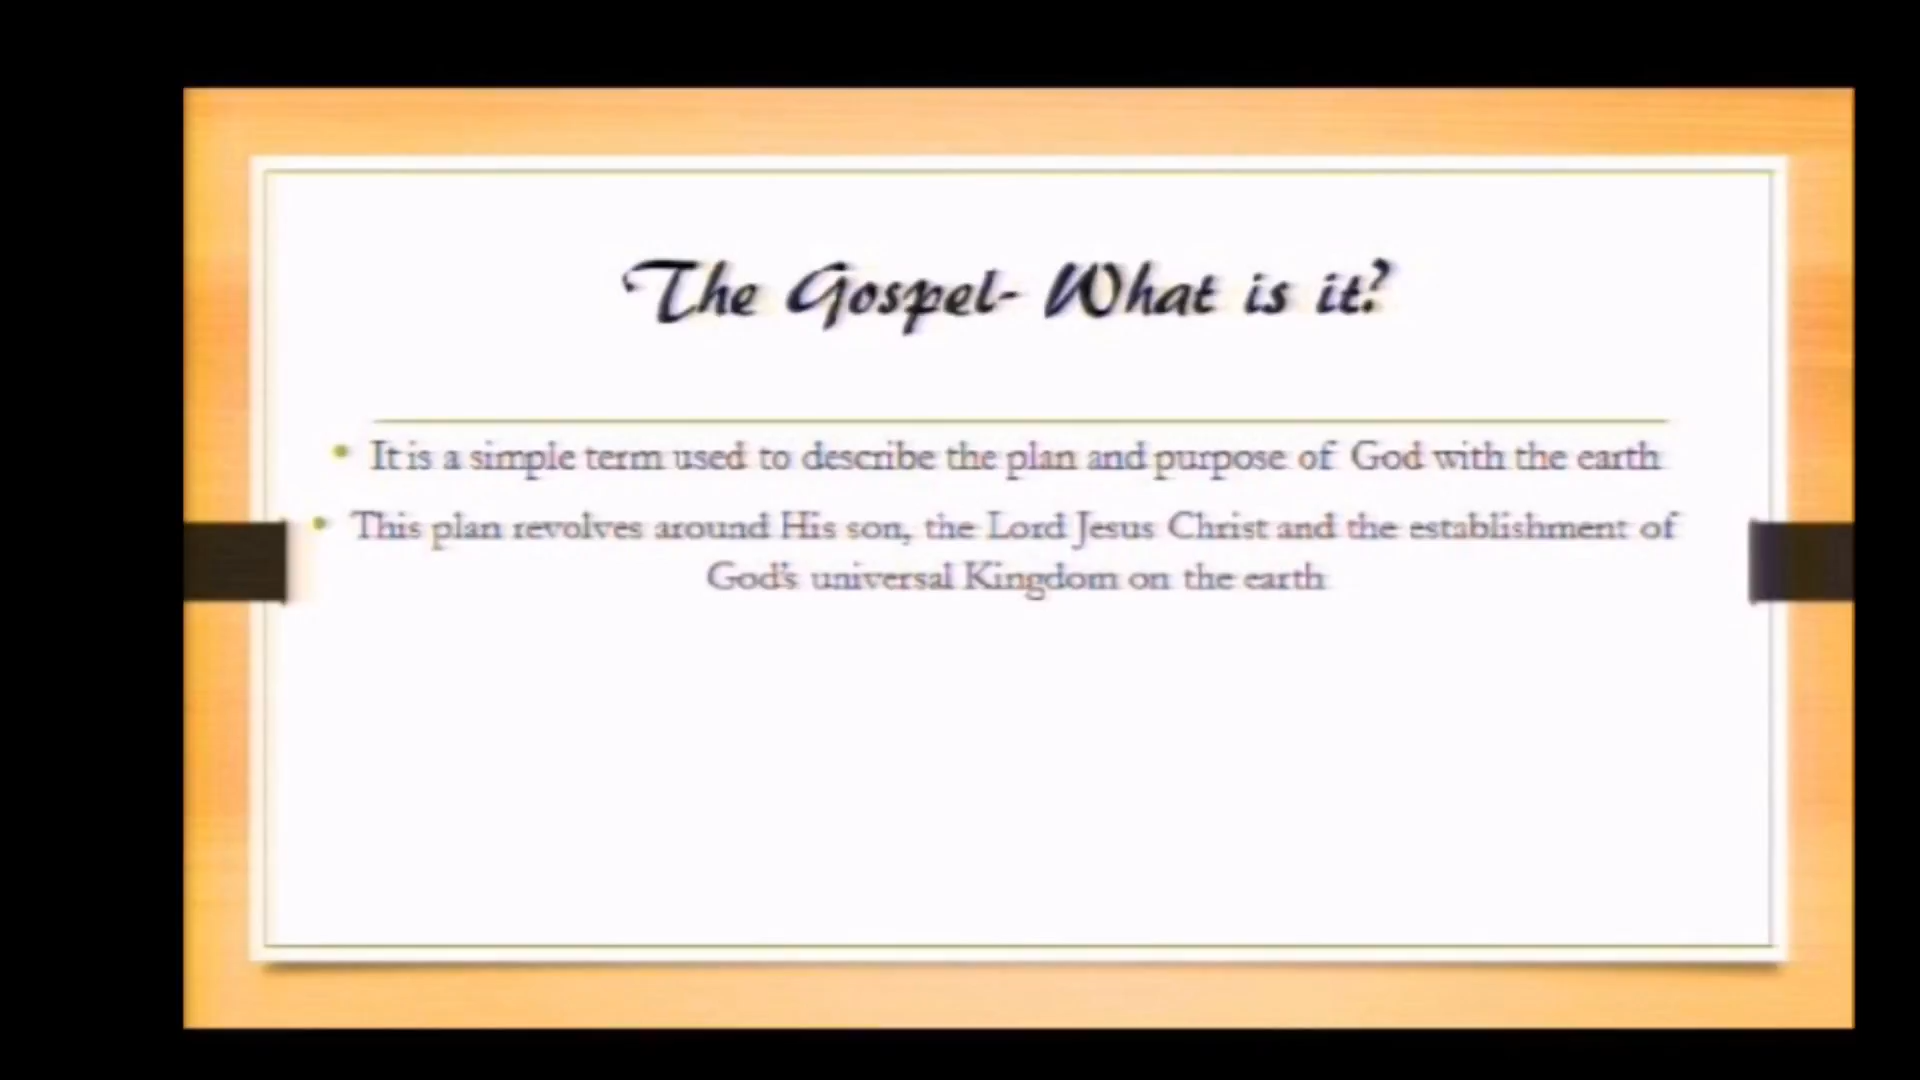 The Gospel- What is it?
• It is a simple term used to describe the plan and purpose of God with the earth
• This plan revolves around His son, the Lord Jesus Christ and the establishment of
God's universal Kingdom on the earth